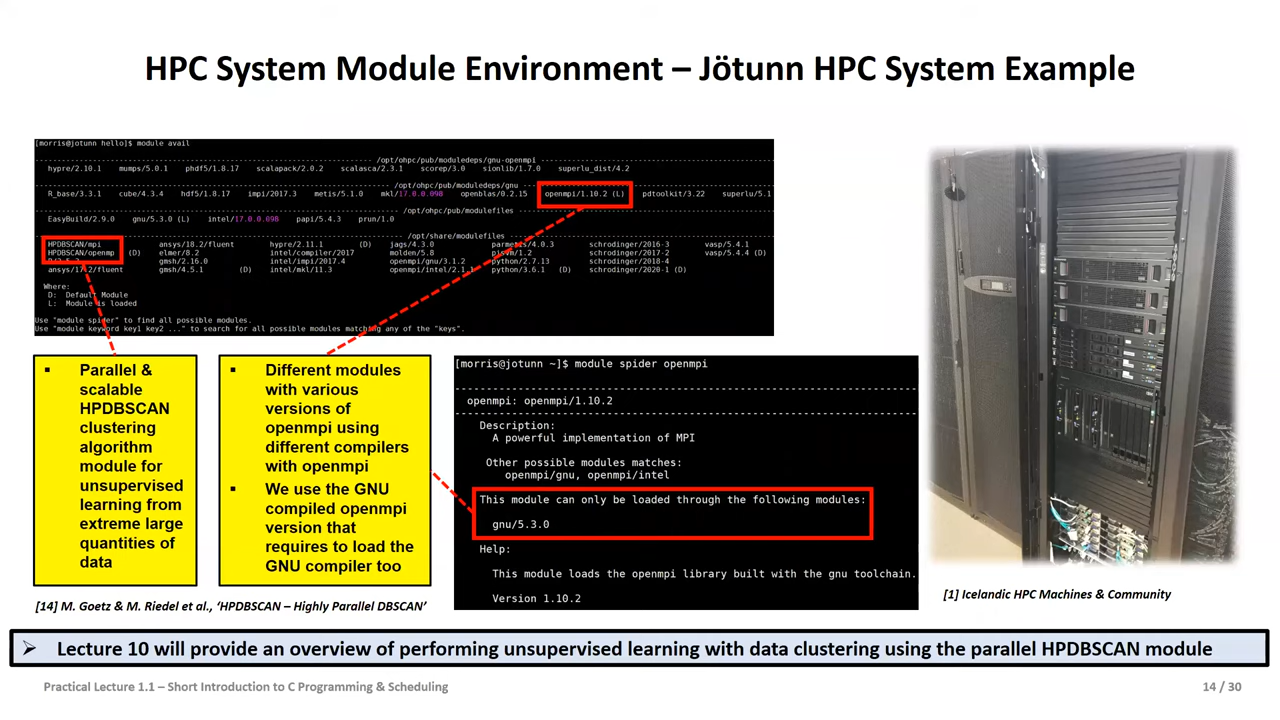 HPC System Module Environment – Jötunn HPC System Example
[morris@jotunn hello]$ module avail
/opt/ohpc/pub/moduledeps/gnu-openmpi
hypre/2.10.1 mumps/5.0.1 phdf5/1.8.17 scalapack/2.0.2 scalasca/2.3.1 scorep/3.0 sionlib/1.7.0 superlu_dist/4.2
/opt/ohpc/pub/moduledeps/gnu
R_base/3.3.1 cube/4.3.4 hdf5/1.8.17 impi/2017.3 metis/5.1.0 mkl/17.0.0.098 openblas/0.2.15 openmpi/1.10.2 (L) pdtoolkit/3.22 superlu/5.1
/opt/ohpc/pub/modulefiles
EasyBuild/2.9.0 gnu/5.3.0 (L) intel/17.0.0.098 papi/5.4.3 prun/1.0
/opt/share/modulefiles
HPDBSCAN/mpi ansys/18.2/fluent hypre/2.11.1 (D) jags/4.3.0 parmetis/4.0.3 schrodinger/2016-3 vasp/5.4.1
HPDBSCAN/openmp (D) elmer/8.2 intel/compiler/2017 molden/5.8 pism/1.2 schrodinger/2017-2 vasp/5.4.4 (D)
gmsh/2.16.0 intel/impi/2017.4 openmpi/gnu/3.1.2 python/2.7.13 schrodinger/2018-4
ansys/17.2/fluent gmsh/4.5.1 (D) intel/mkl/11.3 openmpi/intel/2.1.1 python/3.6.1 (D) schrodinger/2020-1 (D)
Where:
D: Default Module
L: Module is loaded
Use "module spider" to find all possible modules.
Use "module keyword key1 key2 ..." to search for all possible modules matching any of the "keys".
▪ Parallel &
scalable
HPDBSCAN
clustering
algorithm
module for
unsupervised
learning from
extreme large
quantities of
data
▪ Different modules
with various
versions of
openmpi using
different compilers
with openmpi
▪ We use the GNU
compiled openmpi
version that
requires to load the
GNU compiler too
[morris@jotunn ~]$ module spider openmpi
openmpi: openmpi/1.10.2
Description:
A powerful implementation of MPI
Other possible modules matches:
openmpi/gnu, openmpi/intel
This module can only be loaded through the following modules:
gnu/5.3.0
Help:
This module loads the openmpi library built with the gnu toolchain.
Version 1.10.2
[14] M. Goetz & M. Riedel et al., ‘HPDBSCAN – Highly Parallel DBSCAN’
[1] Icelandic HPC Machines & Community
➢ Lecture 10 will provide an overview of performing unsupervised learning with data clustering using the parallel HPDBSCAN module
Practical Lecture 1.1 – Short Introduction to C Programming & Scheduling
14 / 30